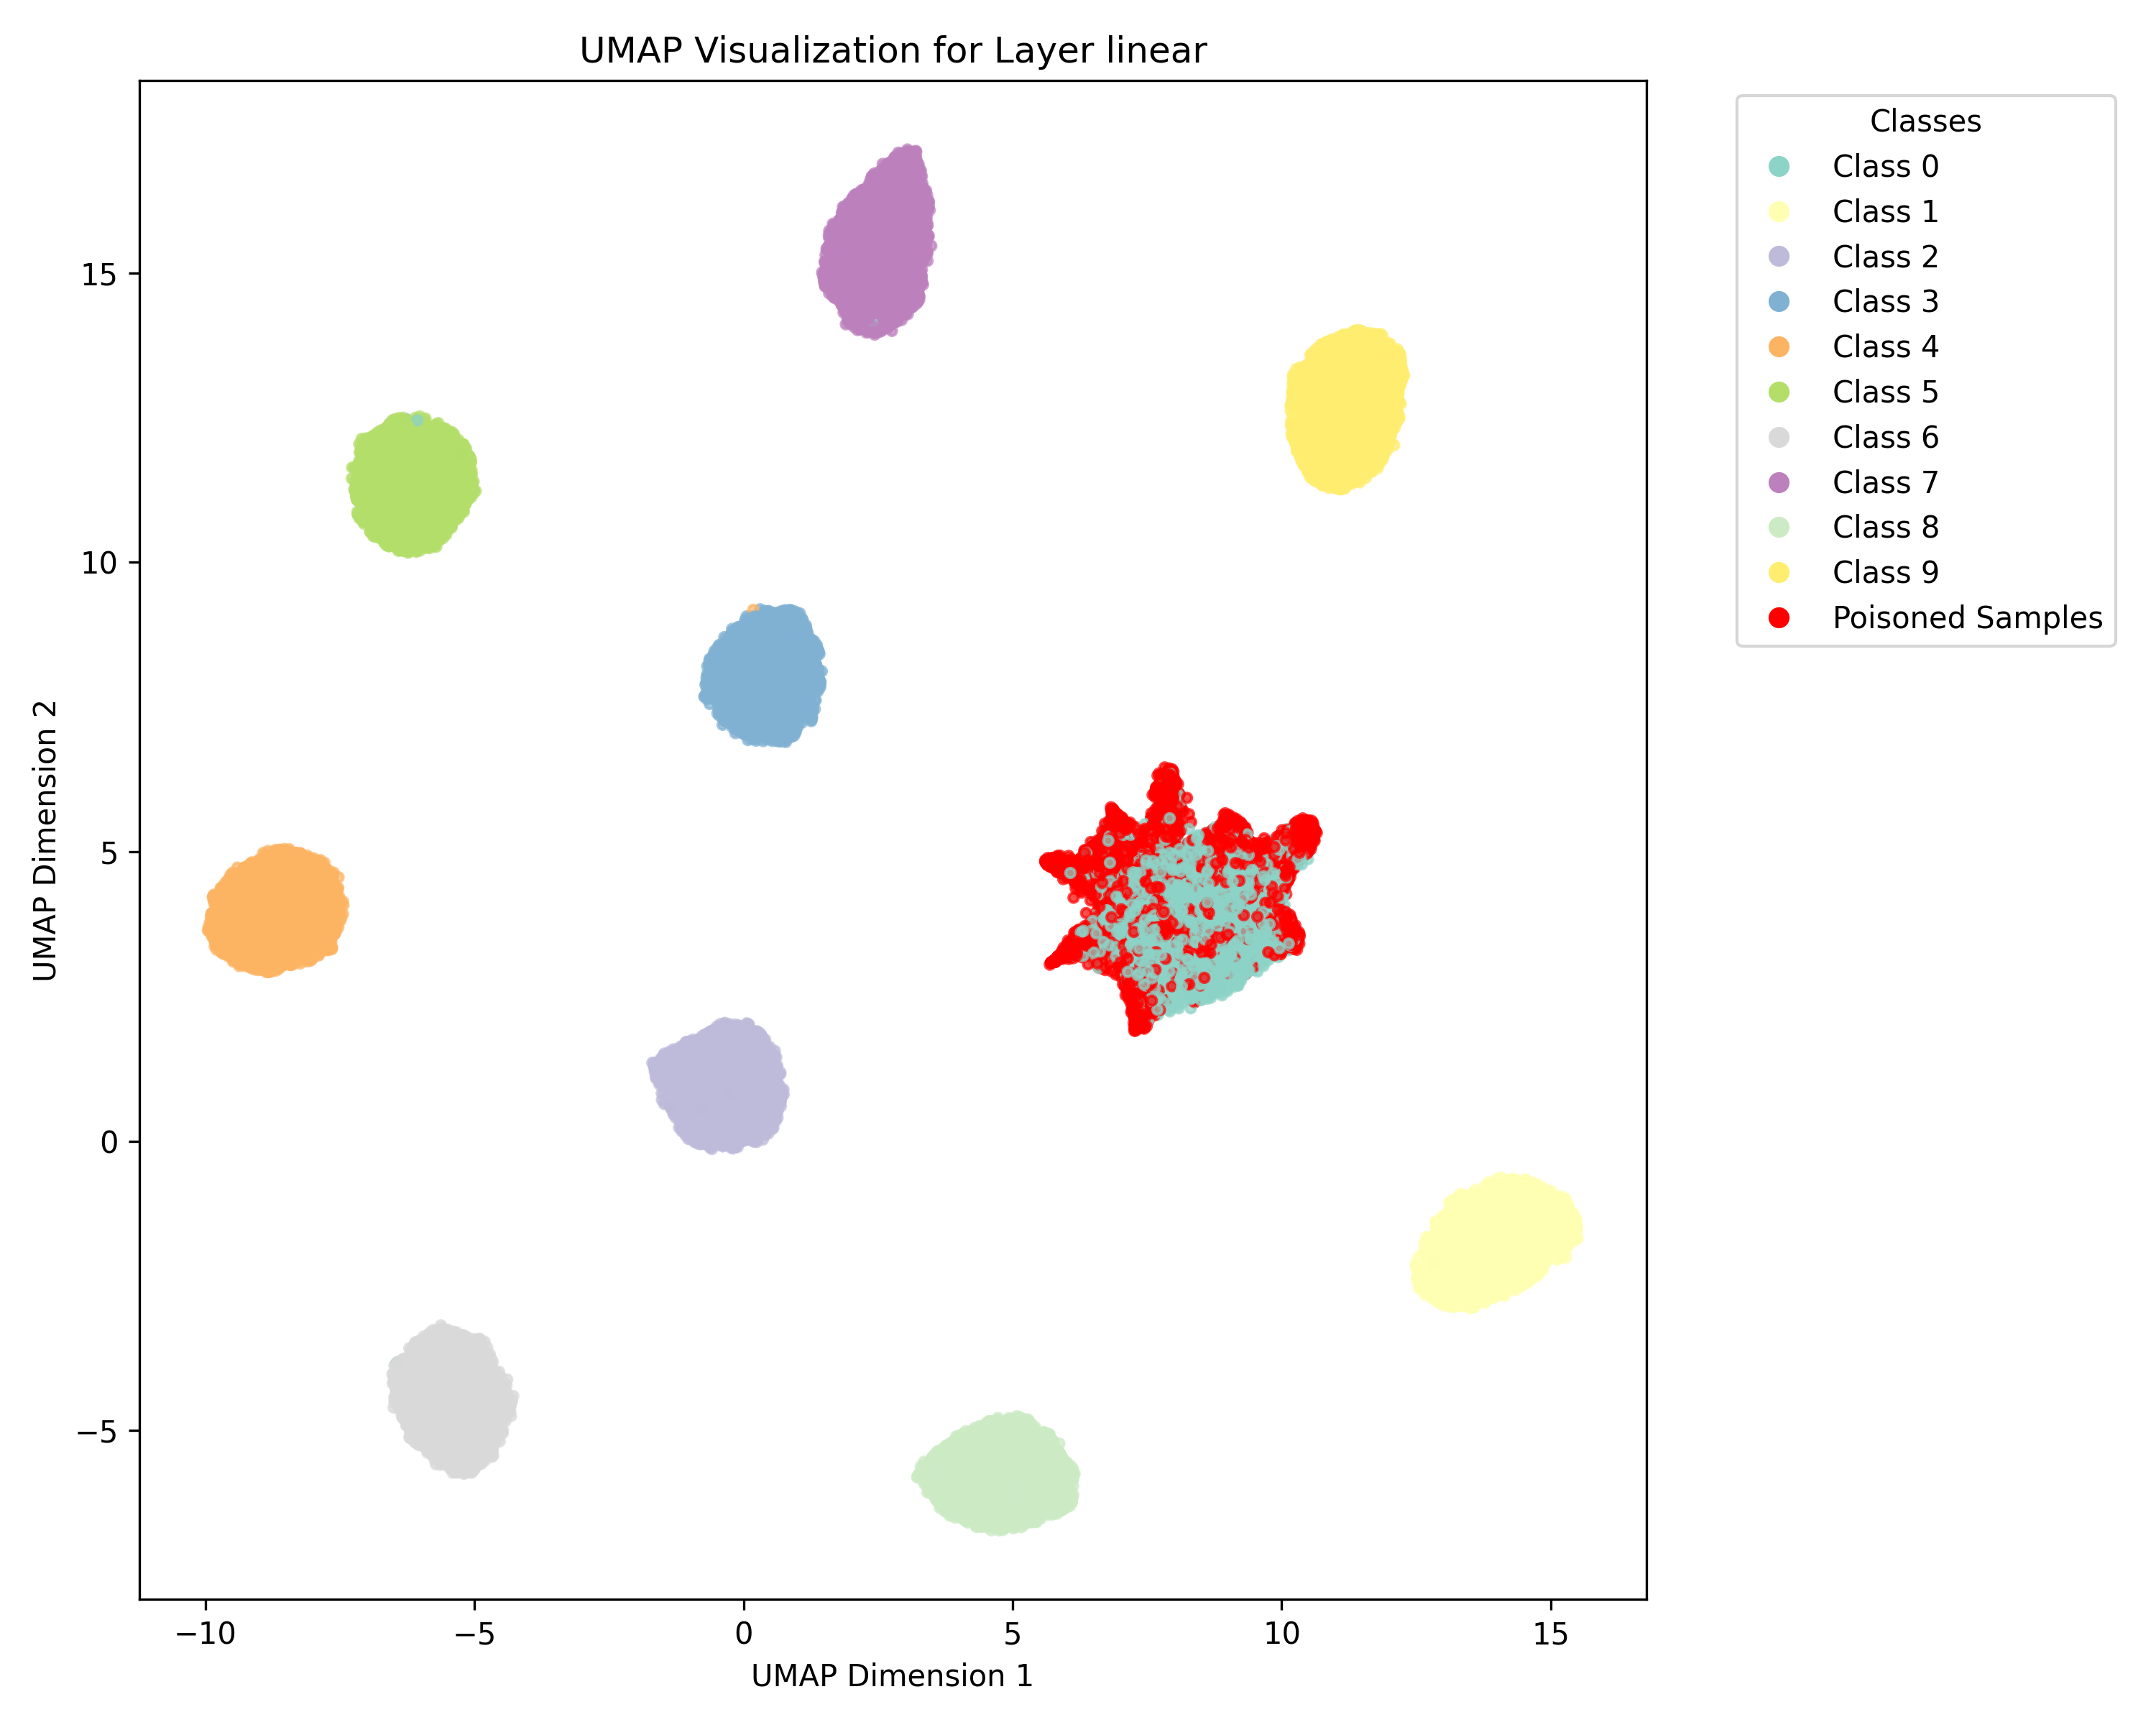 UMAP Visualization for Layer linear
Classes
Class 0
Class 1
Class 2
Class 3
Class 4
Class 5
Class 6
Class 7
Class 8
Class 9
Poisoned Samples
UMAP Dimension 2
15
10
5
0
−5
−10
−5
0
5
10
15
UMAP Dimension 1